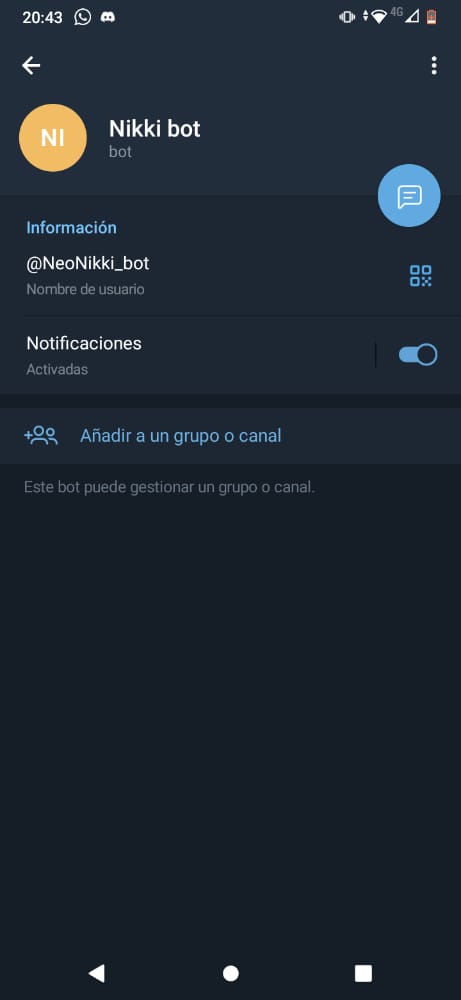 20:43
4G
NI
Nikki bot
bot
Información
@NeoNikki_bot
Nombre de usuario
Notificaciones
Activadas
Añadir a un grupo o canal
Este bot puede gestionar un grupo o canal.